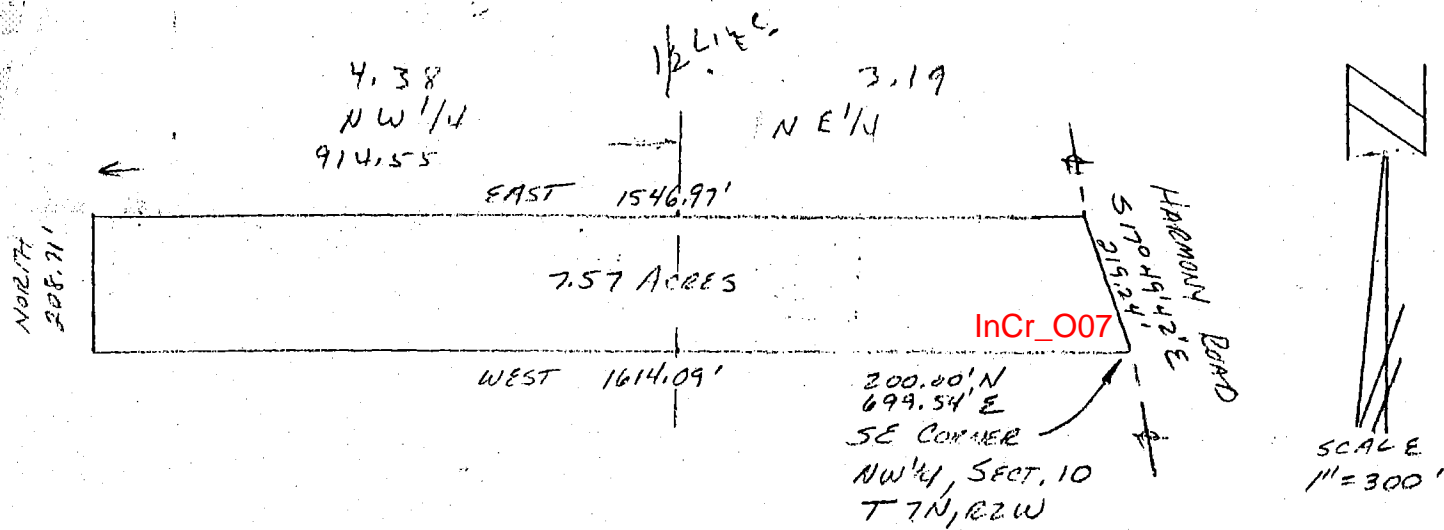 1/2 LINE
4.38
NW 1/4
914.55
3.19
NE 1/4
EAST 1546.97'
NORTH
208.71'
7.57 ACRES
HARMONY ROAD
S 17° 49' 42" E
219.24'
InCr_O07
WEST 1614.09'
200.00' N
699.54' E
SE CORNER
NW 1/4, SECT. 10
T 7N, R2W
N
SCALE
1" = 300'